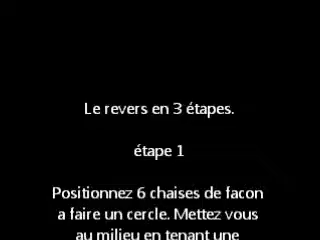 Le revers en 3 étapes.
étape 1
Positionnez 6 chaises de facon
a faire un cercle. Mettez vous
au milieu en tenant une